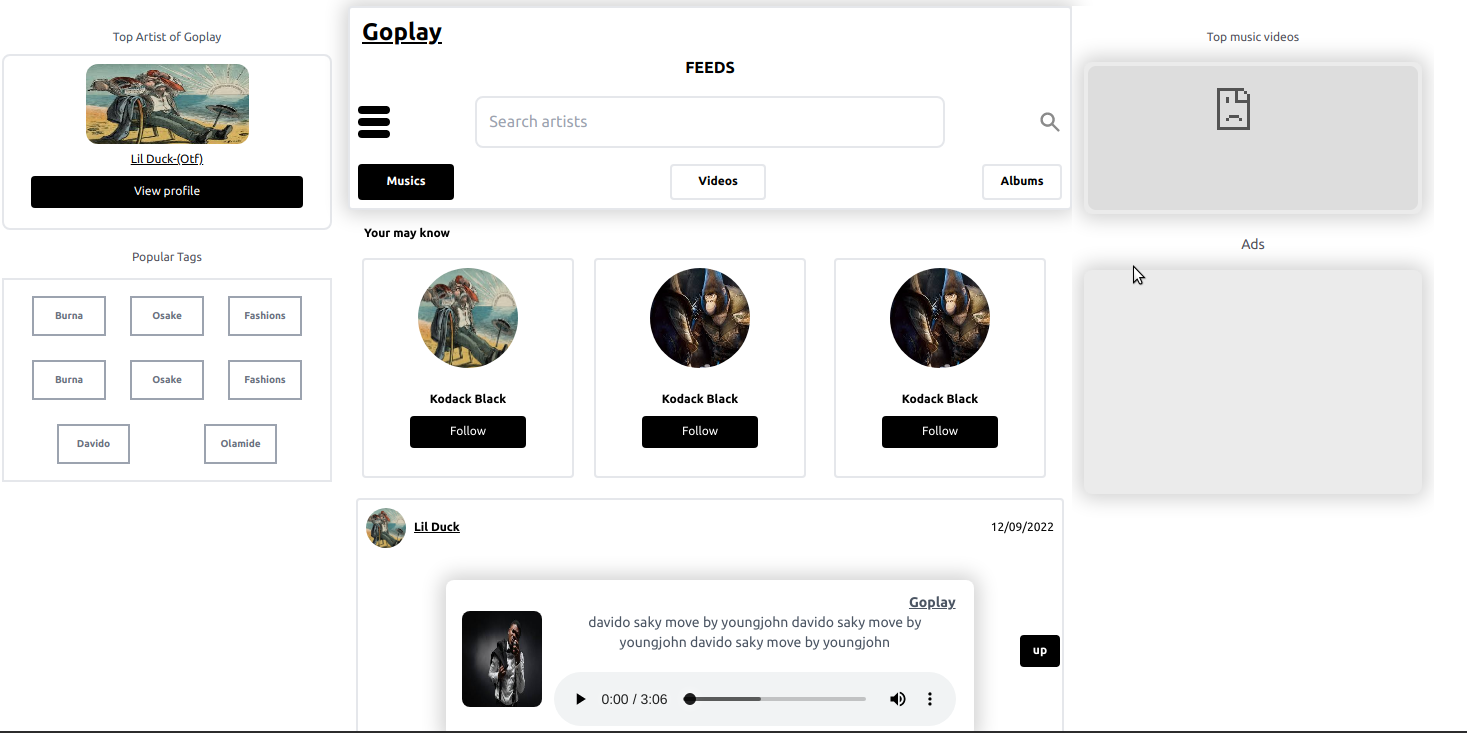 Top Artist of Goplay
Lil Duck-(Otf)
View profile
Popular Tags
Burna
Osake
Fashions
Burna
Osake
Fashions
Davido
Olamide
Goplay
FEEDS
Search artists
Musics
Videos
Albums
Your may know
Kodack Black
Follow
Kodack Black
Follow
Kodack Black
Follow
Lil Duck
12/09/2022
Goplay
davido saky move by youngjohn davido saky move by
youngjohn davido saky move by youngjohn
0:00 / 3:06
up
Top music videos
Ads